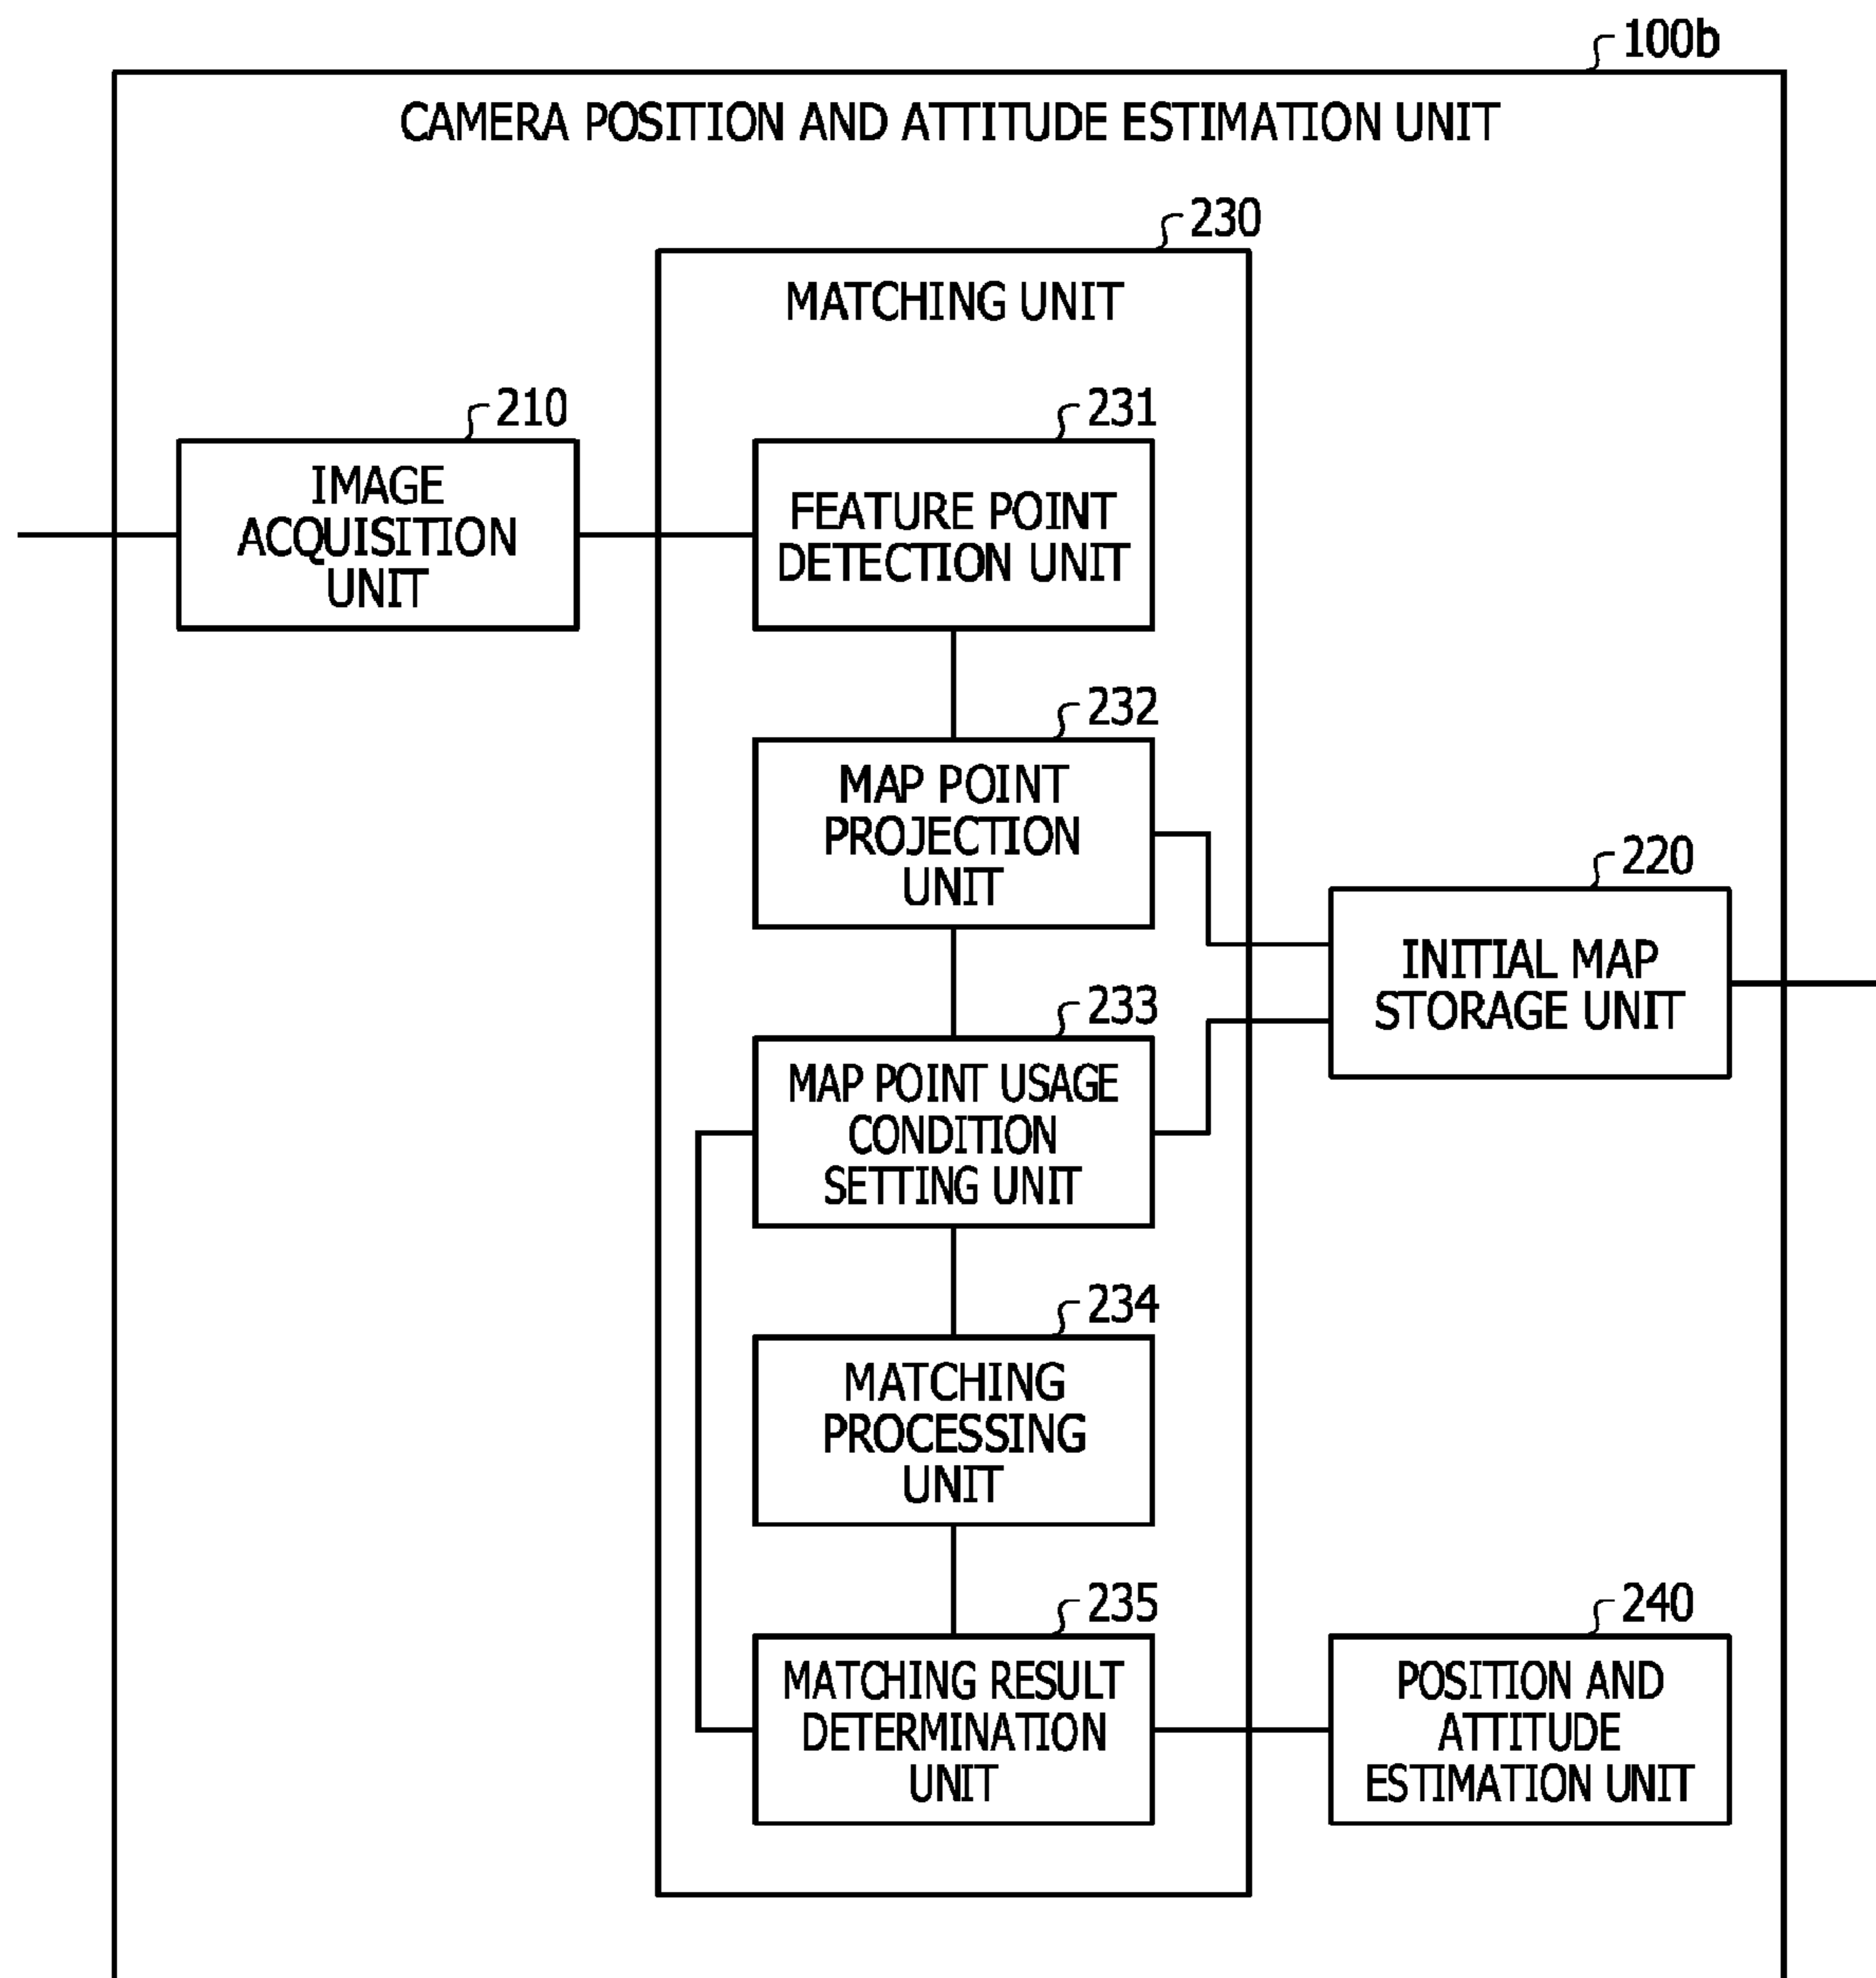 100b
CAMERA POSITION AND ATTITUDE ESTIMATION UNIT
230
MATCHING UNIT
210
IMAGE
ACQUISITION
UNIT
231
FEATURE POINT
DETECTION UNIT
232
MAP POINT
PROJECTION
UNIT
220
INITIAL MAP
STORAGE UNIT
233
MAP POINT USAGE
CONDITION
SETTING UNIT
234
MATCHING
PROCESSING
UNIT
235
MATCHING RESULT
DETERMINATION
UNIT
240
POSITION AND
ATTITUDE
ESTIMATION UNIT